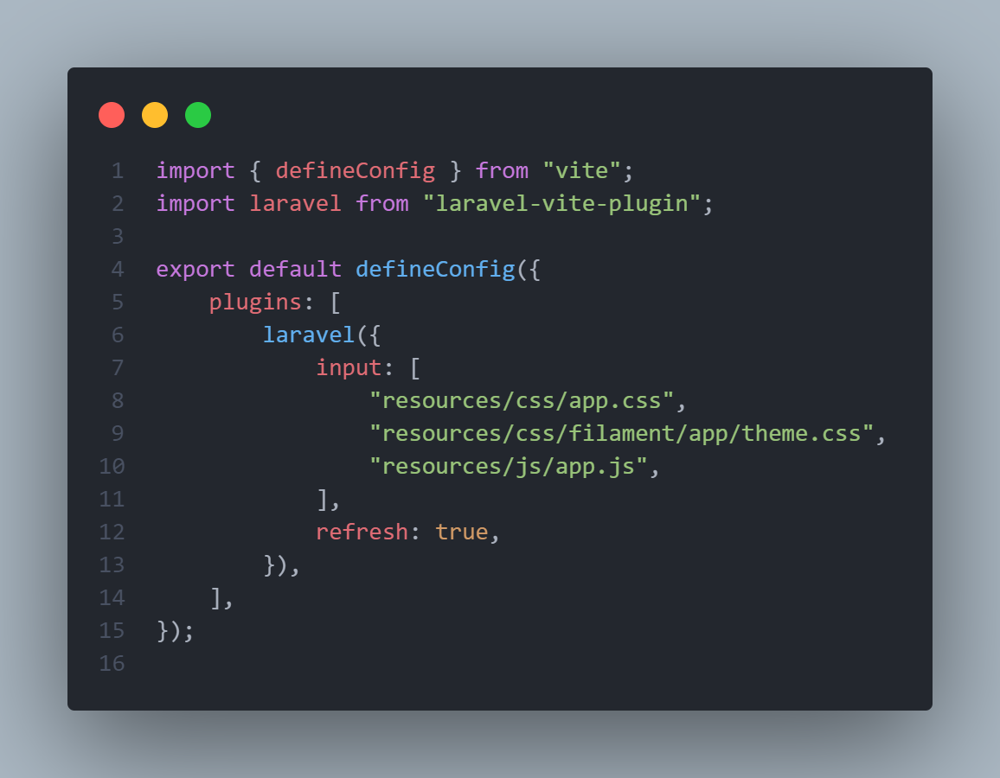 1 import { defineConfig } from "vite";
2 import laravel from "laravel-vite-plugin";
3
4 export default defineConfig({
5     plugins: [
6         laravel({
7             input: [
8                 "resources/css/app.css",
9                 "resources/css/filament/app/theme.css",
10                 "resources/js/app.js",
11             ],
12             refresh: true,
13         }),
14     ],
15 });
16